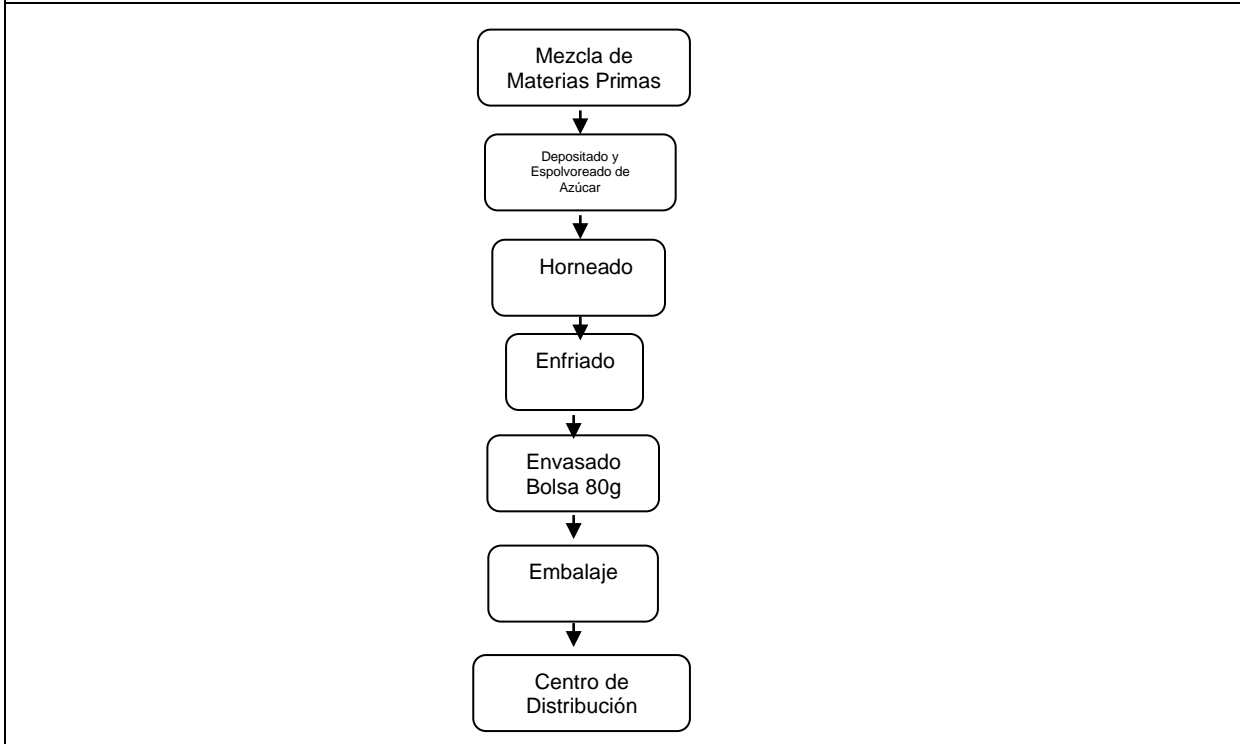 Mezcla de
Materias Primas
Depositado y
Espolvoreado de
Azúcar
Horneado
Enfriado
Envasado
Bolsa 80g
Embalaje
Centro de
Distribución